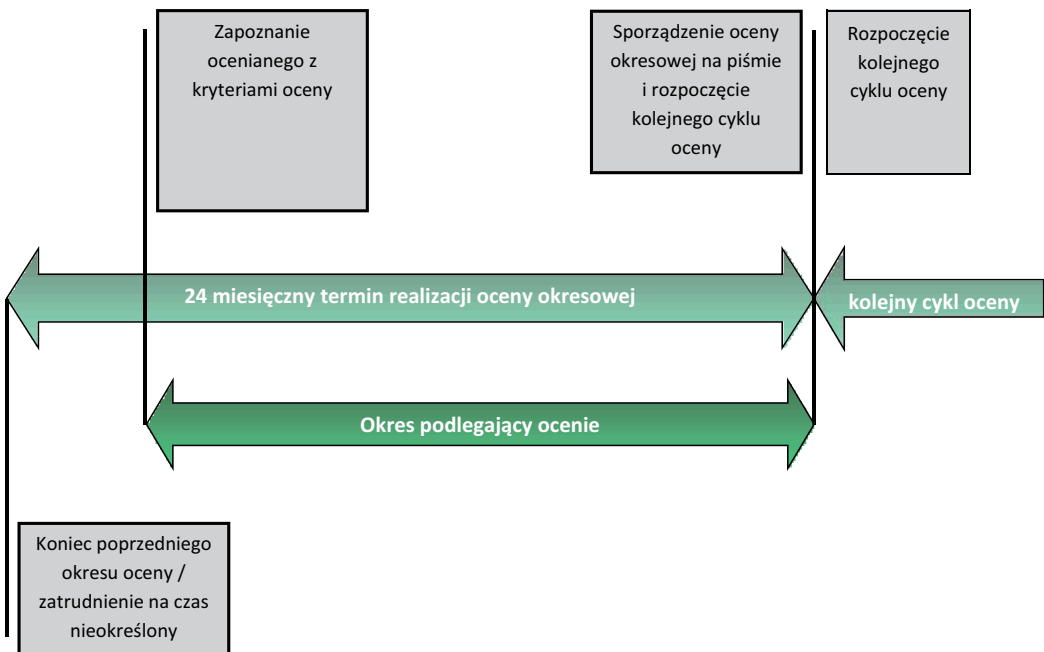 Zapoznanie
ocenianego z
kryteriami oceny
Sporządzenie oceny
okresowej na piśmie
i rozpoczęcie
kolejnego cyklu
oceny
Rozpoczęcie
kolejnego
cyklu oceny
24 miesięczny termin realizacji oceny okresowej
kolejny cykl oceny
Okres podlegający ocenie
Koniec poprzedniego
okresu oceny /
zatrudnienie na czas
nieokreślony